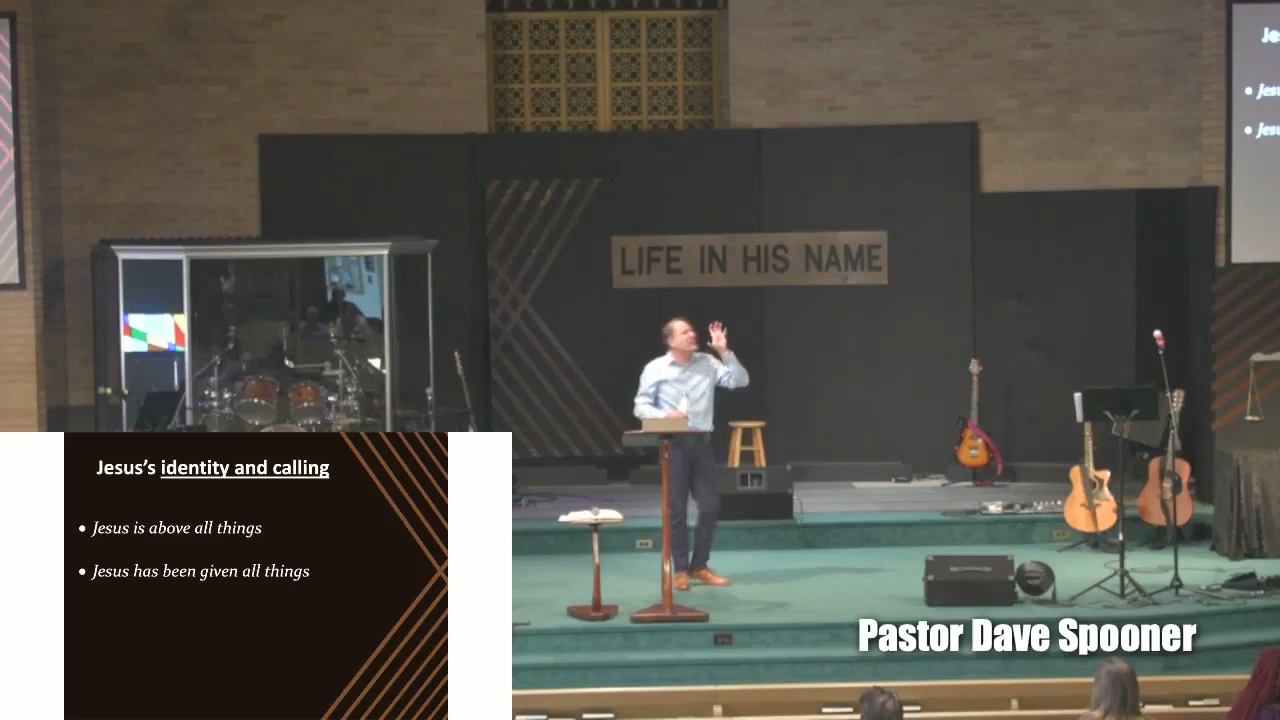 LIFE IN HIS NAME
Jesus's identity and calling
• Jesus is above all things
• Jesus has been given all things
Pastor Dave Spooner